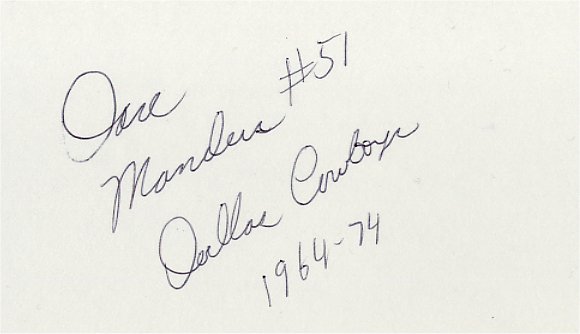 Dave
Manders #51
Dallas Cowboys
1964-74